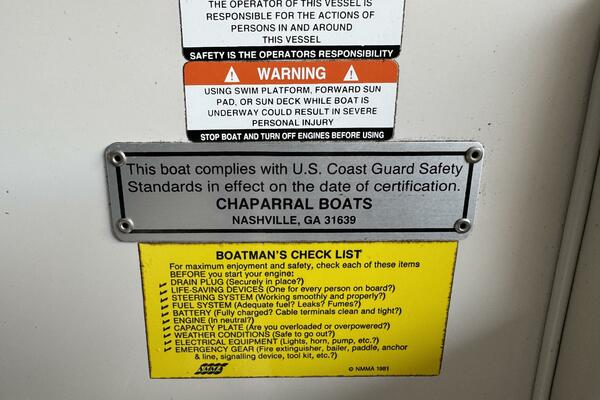 THE OPERATOR OF THIS VESSEL IS
RESPONSIBLE FOR THE ACTIONS OF
PERSONS IN AND AROUND
THIS VESSEL
SAFETY IS THE OPERATORS RESPONSIBILITY
WARNING
USING SWIM PLATFORM, FORWARD SUN
PAD, OR SUN DECK WHILE BOAT IS
UNDERWAY COULD RESULT IN SEVERE
PERSONAL INJURY
STOP BOAT AND TURN OFF ENGINES BEFORE USING
This boat complies with U.S. Coast Guard Safety
Standards in effect on the date of certification.
CHAPARRAL BOATS
NASHVILLE, GA 31639
BOATMAN'S CHECK LIST
For maximum enjoyment and safety, check each of these items
BEFORE you start your engine:
DRAIN PLUG (Securely in place?)
LIFE-SAVING DEVICES (One for every person on board?)
STEERING SYSTEM (Working smoothly and properly?)
FUEL SYSTEM (Adequate fuel? Leaks? Fumes?)
BATTERY (Fully charged? Cable terminals clean and tight?)
ENGINE (In neutral?)
CAPACITY PLATE (Are you overloaded or overpowered?)
WEATHER CONDITIONS (Safe to go out?)
ELECTRICAL EQUIPMENT (Lights, horn, pump, etc.?)
EMERGENCY GEAR (Fire extinguisher, bailer, paddle, anchor
& line, signalling device, tool kit, etc.?)
NMMA © NMMA 1981